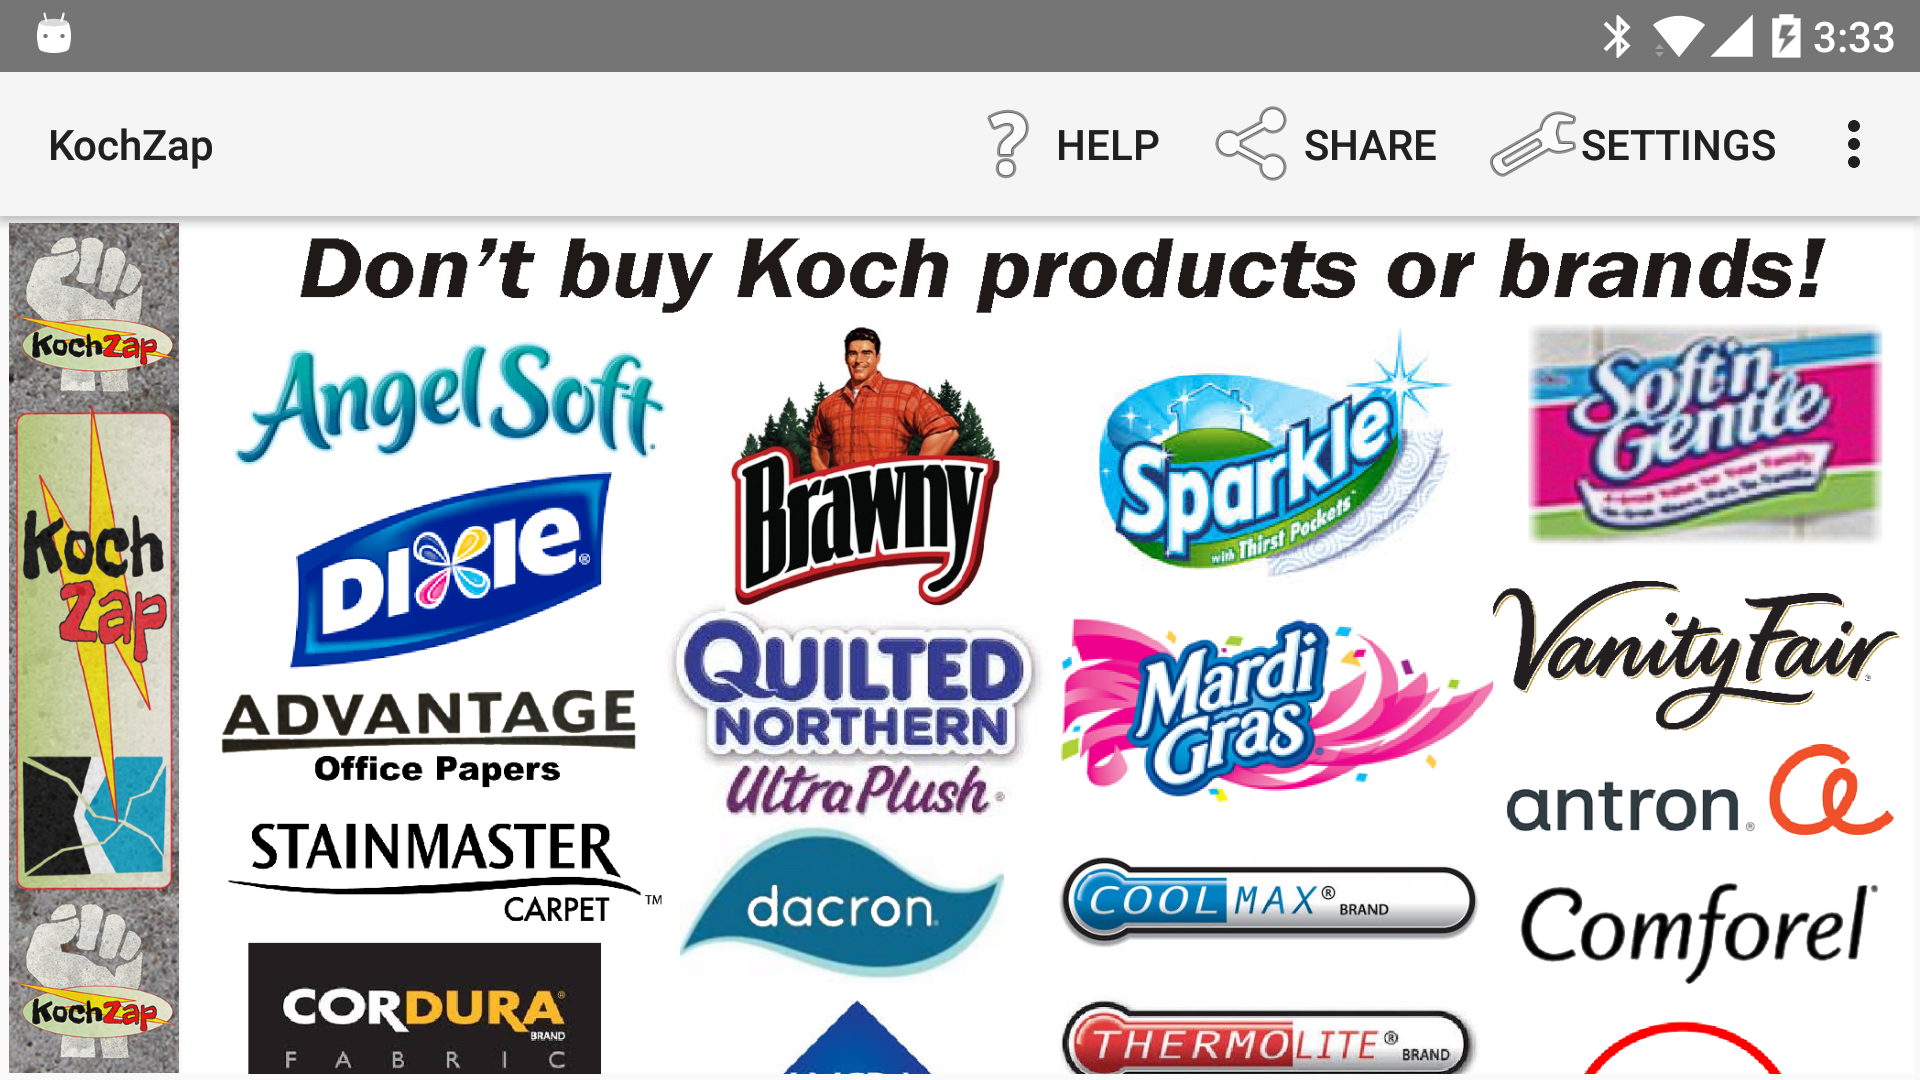 3:33
KochZap
HELP
SHARE
SETTINGS
Don't buy Koch products or brands!
KochZap
Koch
Zap
KochZap
Angel Soft
Brawny
Sparkle
with Thirst Pockets
Soft'n
Gentle
DIXIE®
QUILTED
NORTHERN
Ultra Plush®
Mardi
Gras
Vanity Fair®
ADVANTAGE
Office Papers
antron®
STAINMASTER
CARPET™
dacron
COOLMAX® BRAND
Comforel
CORDURA®
BRAND
FABRIC
THERMOLITE® BRAND